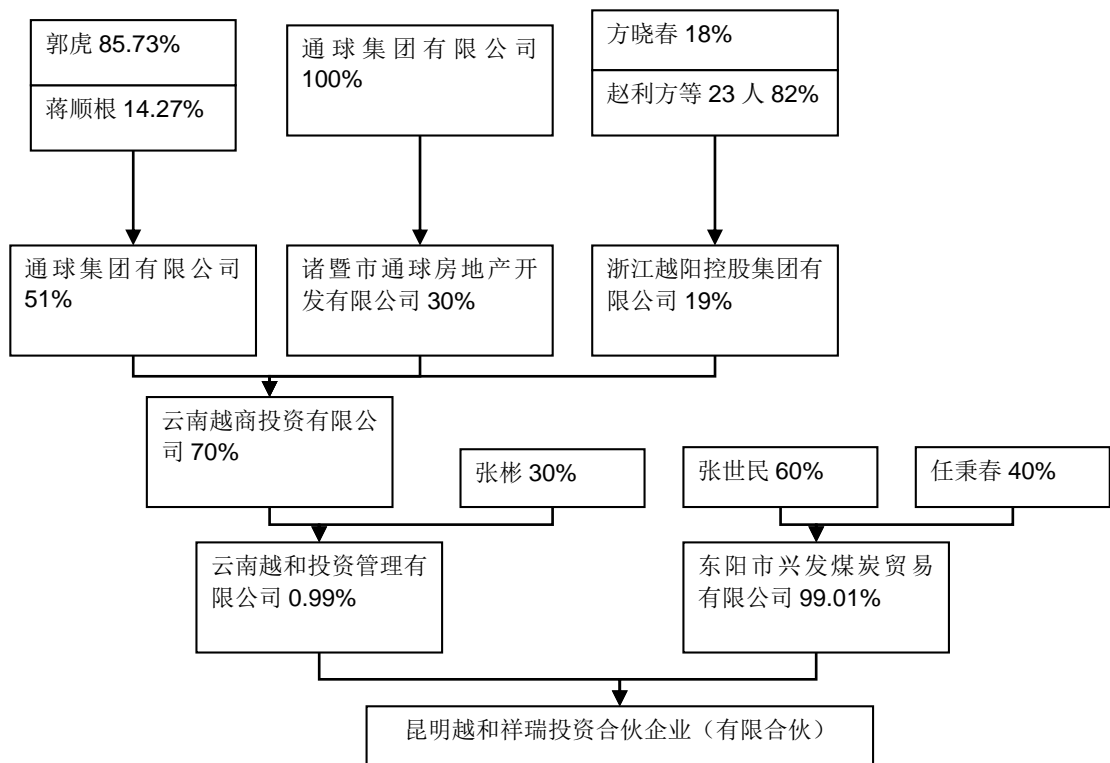 郭虎 85.73%
蒋顺根 14.27%
通球集团有限公司
100%
方晓春 18%
赵利方等 23 人 82%
通球集团有限公司
51%
诸暨市通球房地产开
发有限公司 30%
浙江越阳控股集团有
限公司 19%
云南越商投资有限公
司 70%
张彬 30%
张世民 60%
任秉春 40%
云南越和投资管理有
限公司 0.99%
东阳市兴发煤炭贸易
有限公司 99.01%
昆明越和祥瑞投资合伙企业（有限合伙）